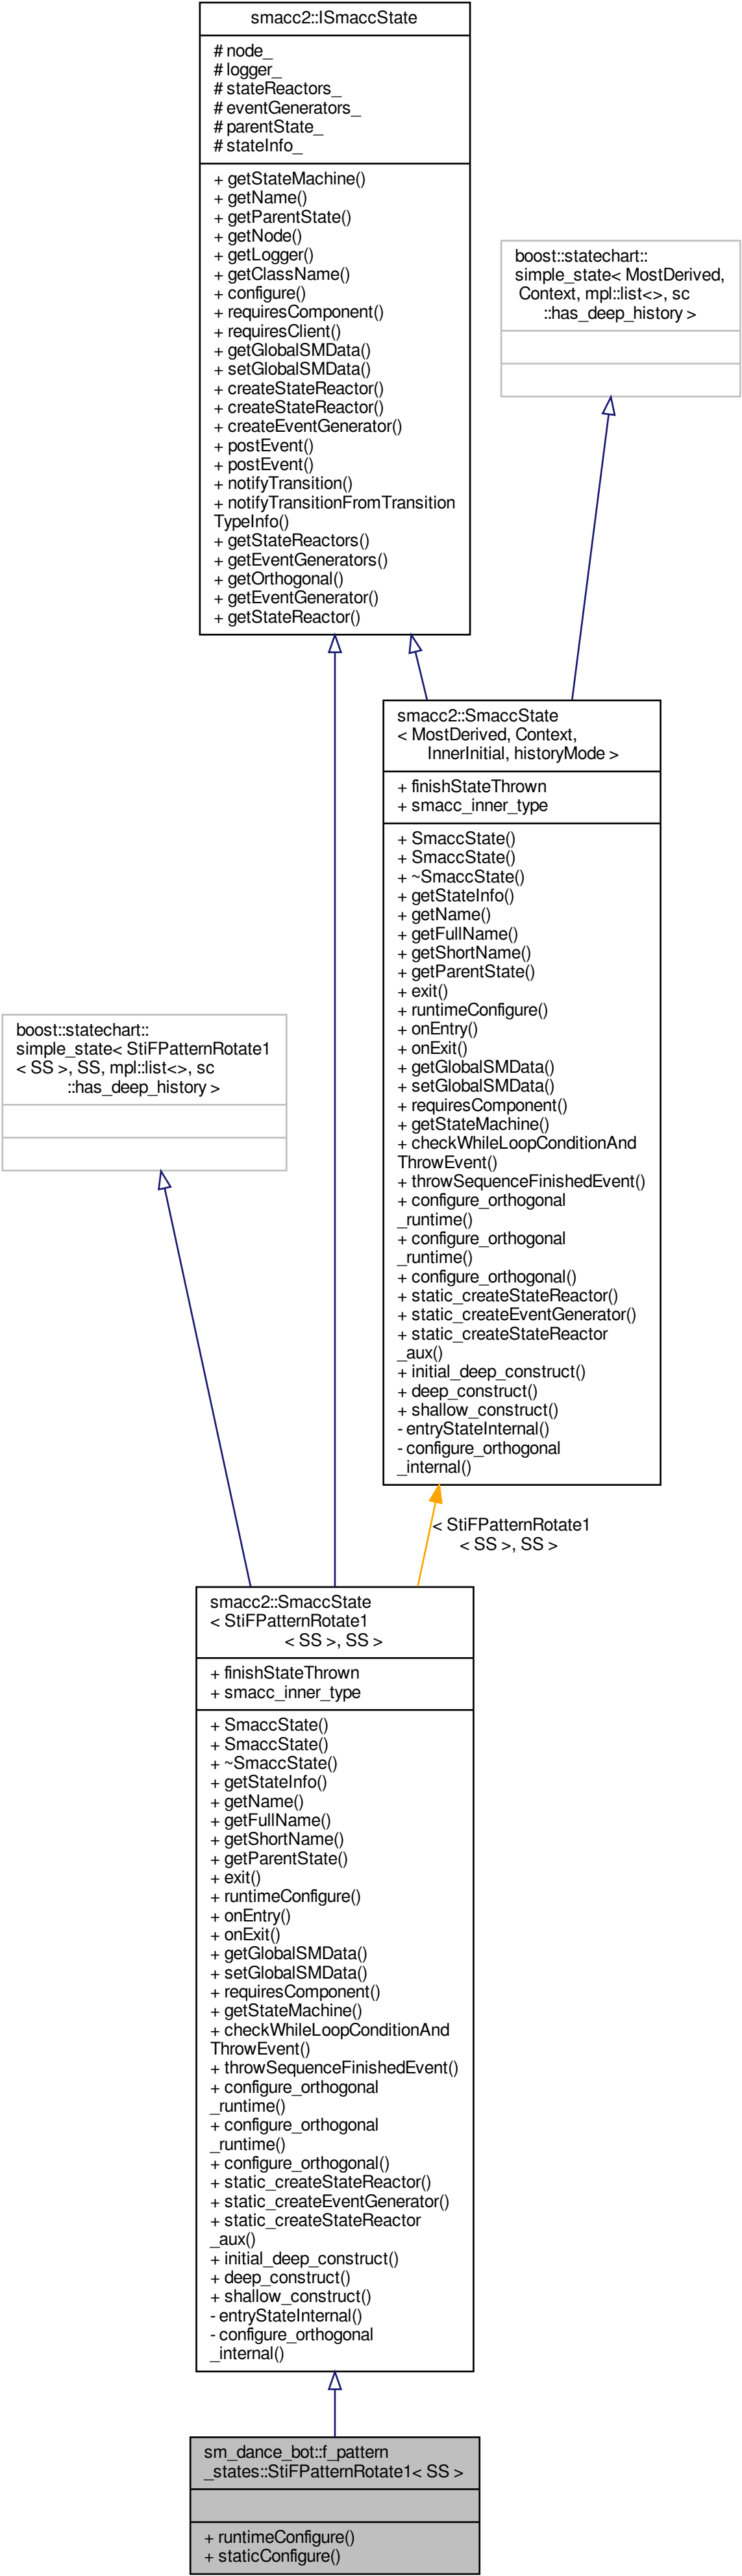 smacc2::ISmaccState
# node_
# logger_
# stateReactors_
# eventGenerators_
# parentState_
# stateInfo_
+ getStateMachine()
+ getName()
+ getParentState()
+ getNode()
+ getLogger()
+ getClassName()
+ configure()
+ requiresComponent()
+ requiresClient()
+ getGlobalSMData()
+ setGlobalSMData()
+ createStateReactor()
+ createStateReactor()
+ createEventGenerator()
+ postEvent()
+ postEvent()
+ notifyTransition()
+ notifyTransitionFromTransition
TypeInfo()
+ getStateReactors()
+ getEventGenerators()
+ getOrthogonal()
+ getEventGenerator()
+ getStateReactor()
boost::statechart::
simple_state< MostDerived,
Context, mpl::list<>, sc
::has_deep_history >
smacc2::SmaccState
< MostDerived, Context,
InnerInitial, historyMode >
+ finishStateThrown
+ smacc_inner_type
+ SmaccState()
+ SmaccState()
+ ~SmaccState()
+ getStateInfo()
+ getName()
+ getFullName()
+ getShortName()
+ getParentState()
+ exit()
+ runtimeConfigure()
+ onEntry()
+ onExit()
+ getGlobalSMData()
+ setGlobalSMData()
+ requiresComponent()
+ getStateMachine()
+ checkWhileLoopConditionAnd
ThrowEvent()
+ throwSequenceFinishedEvent()
+ configure_orthogonal
_runtime()
+ configure_orthogonal
_runtime()
+ configure_orthogonal()
+ static_createStateReactor()
+ static_createEventGenerator()
+ static_createStateReactor
_aux()
+ initial_deep_construct()
+ deep_construct()
+ shallow_construct()
- entryStateInternal()
- configure_orthogonal
_internal()
boost::statechart::
simple_state< StiFPatternRotate1
< SS >, SS, mpl::list<>, sc
::has_deep_history >
< StiFPatternRotate1
< SS >, SS >
smacc2::SmaccState
< StiFPatternRotate1
< SS >, SS >
+ finishStateThrown
+ smacc_inner_type
+ SmaccState()
+ SmaccState()
+ ~SmaccState()
+ getStateInfo()
+ getName()
+ getFullName()
+ getShortName()
+ getParentState()
+ exit()
+ runtimeConfigure()
+ onEntry()
+ onExit()
+ getGlobalSMData()
+ setGlobalSMData()
+ requiresComponent()
+ getStateMachine()
+ checkWhileLoopConditionAnd
ThrowEvent()
+ throwSequenceFinishedEvent()
+ configure_orthogonal
_runtime()
+ configure_orthogonal
_runtime()
+ configure_orthogonal()
+ static_createStateReactor()
+ static_createEventGenerator()
+ static_createStateReactor
_aux()
+ initial_deep_construct()
+ deep_construct()
+ shallow_construct()
- entryStateInternal()
- configure_orthogonal
_internal()
sm_dance_bot::f_pattern
_states::StiFPatternRotate1< SS >
+ runtimeConfigure()
+ staticConfigure()